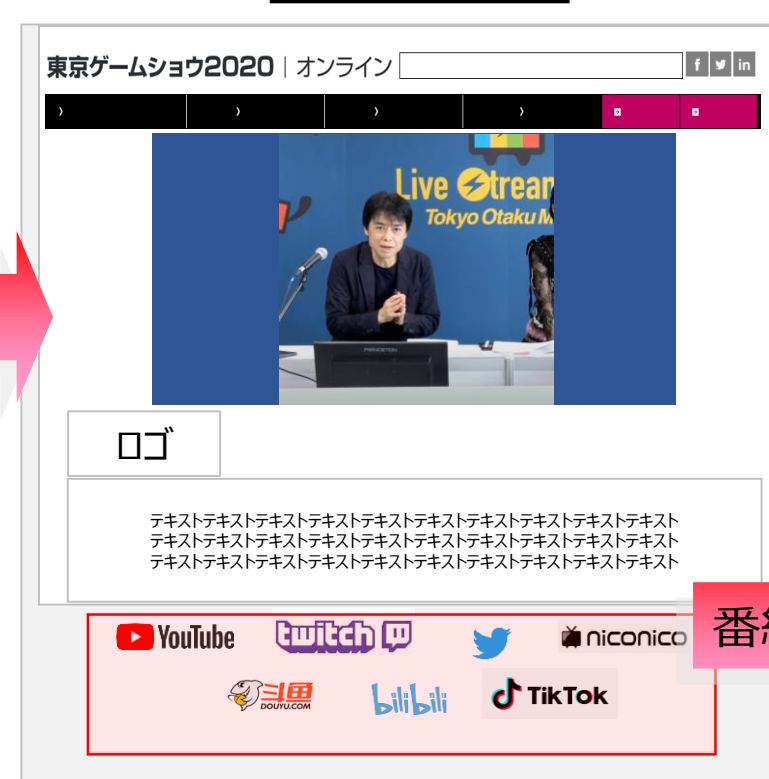 東京ゲームショウ2020 | オンライン
f in
Live Strea
Tokyo Otaku M
PRINCETON
ロゴ
テキストテキストテキストテキストテキストテキストテキストテキストテキストテキスト
テキストテキストテキストテキストテキストテキストテキストテキストテキストテキスト
テキストテキストテキストテキストテキストテキストテキストテキストテキストテキスト
番
YouTube twitch niconico
斗鱼 DOUYU.COM bilibili TikTok